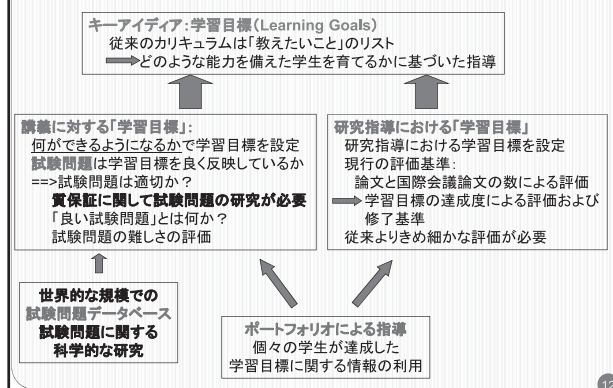 キーアイディア:学習目標(Learning Goals)
従来のカリキュラムは「教えたいこと」のリスト
どのような能力を備えた学生を育てるかに基づいた指導
講義に対する「学習目標」:
何ができるようになるかで学習目標を設定
試験問題は学習目標を良く反映しているか
==>試験問題は適切か?
質保証に関して試験問題の研究が必要
「良い試験問題」とは何か?
試験問題の難しさの評価
研究指導における「学習目標」
研究指導における学習目標を設定
現行の評価基準:
論文と国際会議論文の数による評価
学習目標の達成度による評価および
修了基準
従来よりきめ細かな評価が必要
世界的な規模での
試験問題データベース
試験問題に関する
科学的な研究
ポートフォリオによる指導
個々の学生が達成した
学習目標に関する情報の利用